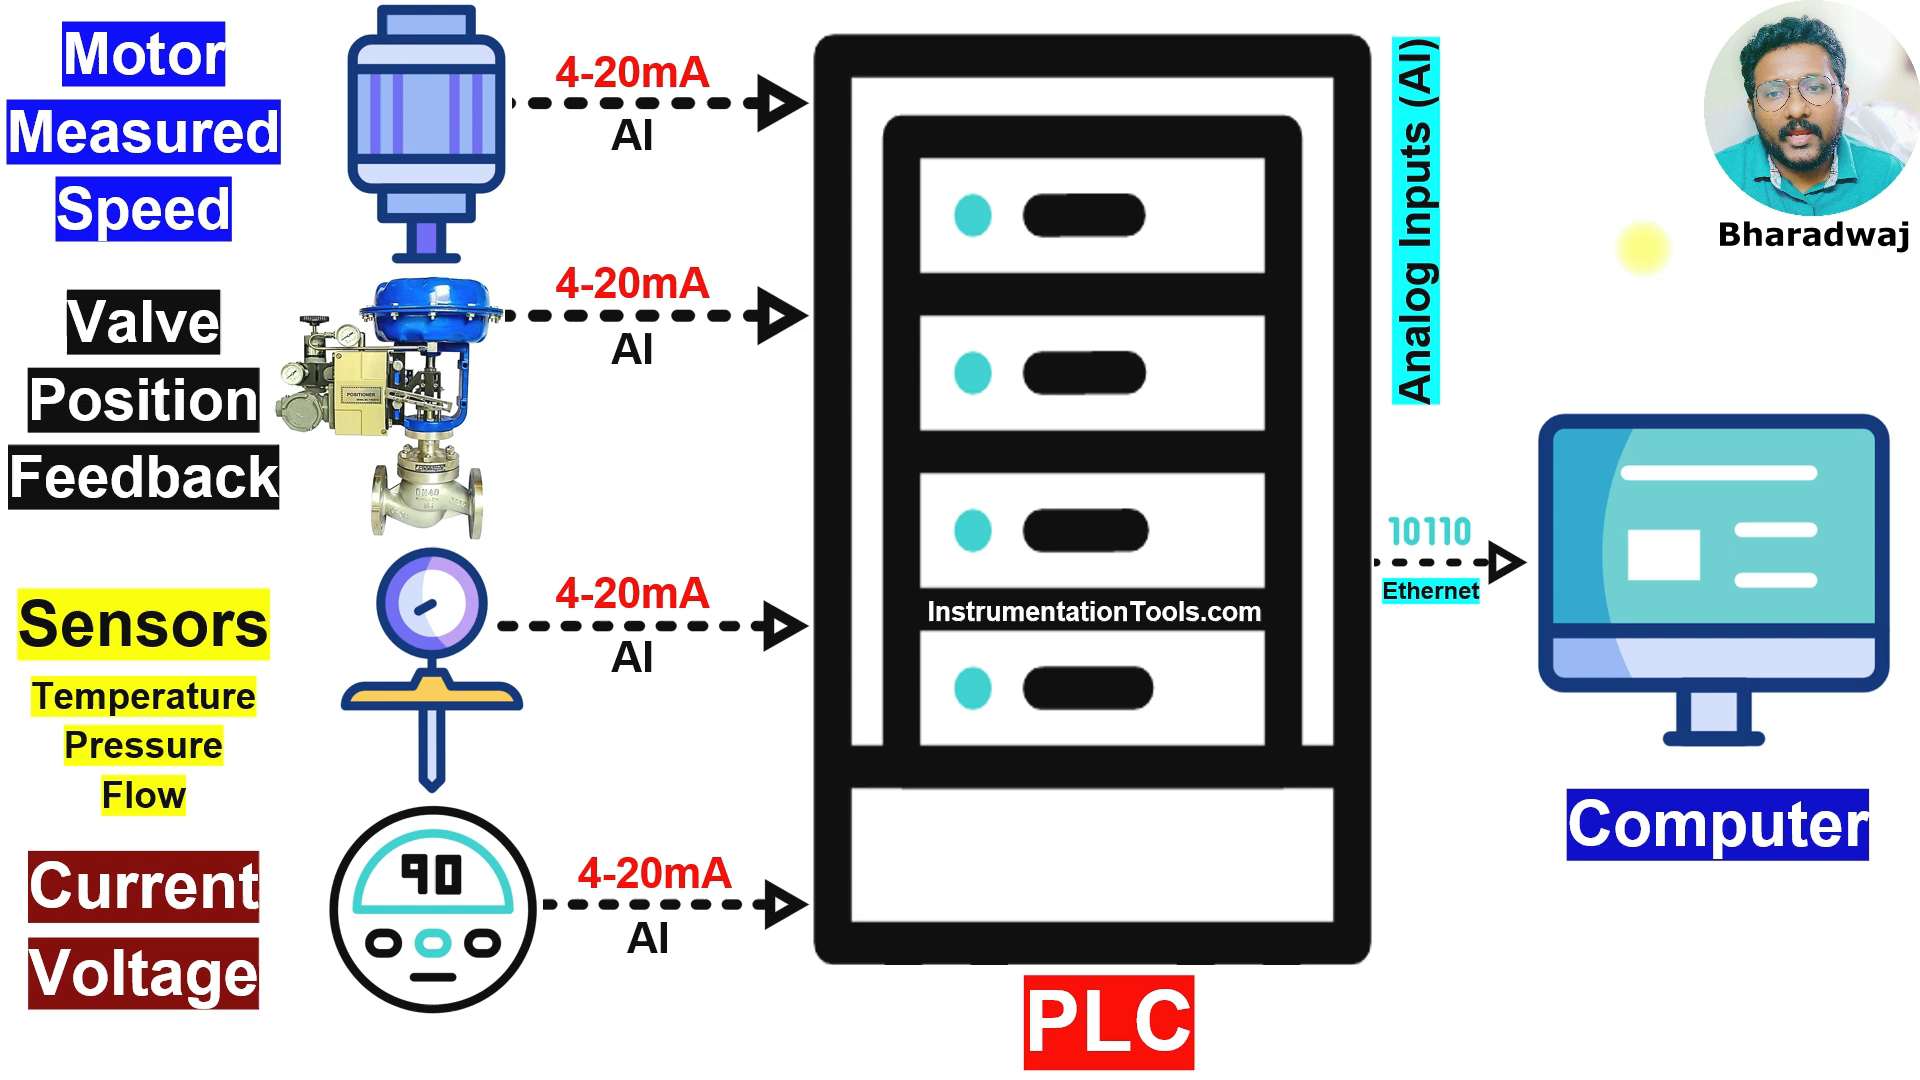 Motor
Measured
Speed
4-20mA
AI
Valve
Position
Feedback
4-20mA
AI
POSITIONER
DN40
Sensors
Temperature
Pressure
Flow
4-20mA
AI
Current
Voltage
90
4-20mA
AI
InstrumentationTools.com
PLC
Analog Inputs (AI)
10110
Ethernet
Computer
Bharadwaj